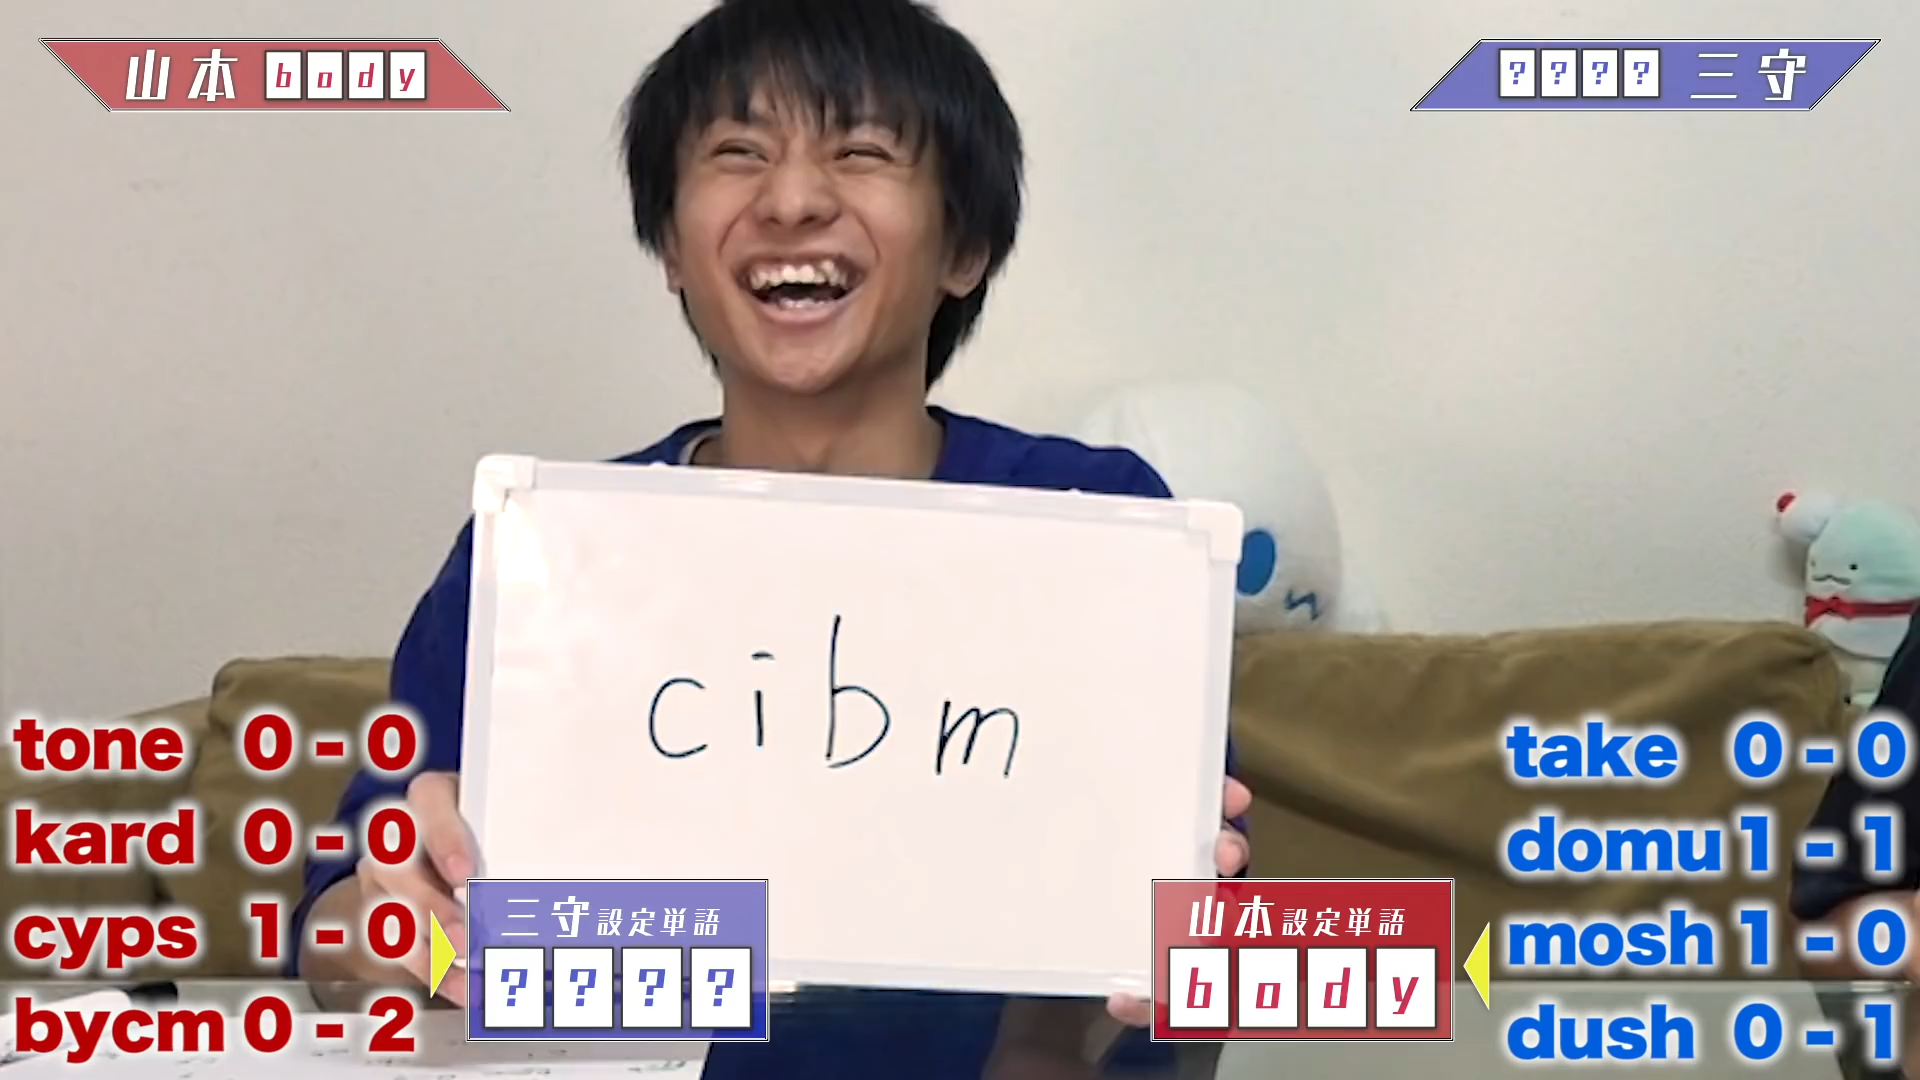 山本 body
???? 三守
cibm
tone 0 - 0
kard 0 - 0
cyps 1 - 0
bycm 0 - 2
三守設定単語
????
山本設定単語
body
take 0 - 0
domu 1 - 1
mosh 1 - 0
dush 0 - 1